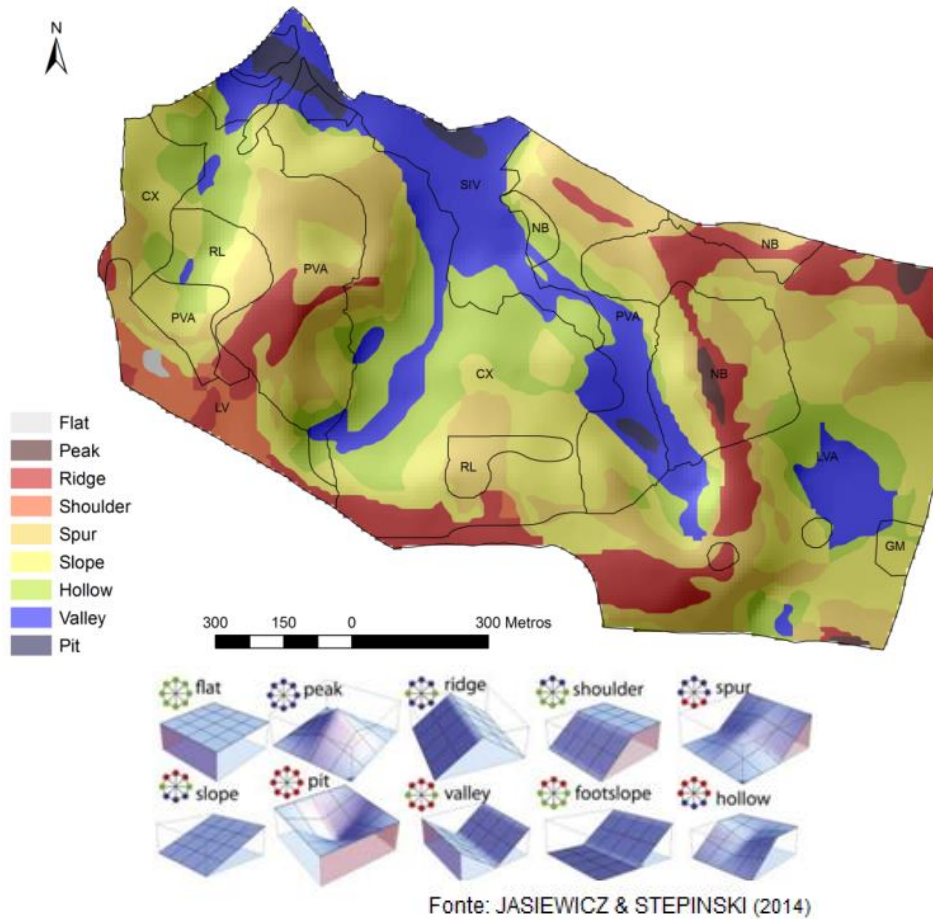 N
SIV
CX
NB
NB
RL
PVA
PVA
PVA
CX
NB
LV
RL
LVA
GM
Flat
Peak
Ridge
Shoulder
Spur
Slope
Hollow
Valley
Pit
300 150 0 300 Metros
flat peak ridge shoulder spur
slope pit valley footslope hollow
Fonte: JASIEWICZ & STEPINSKI (2014)